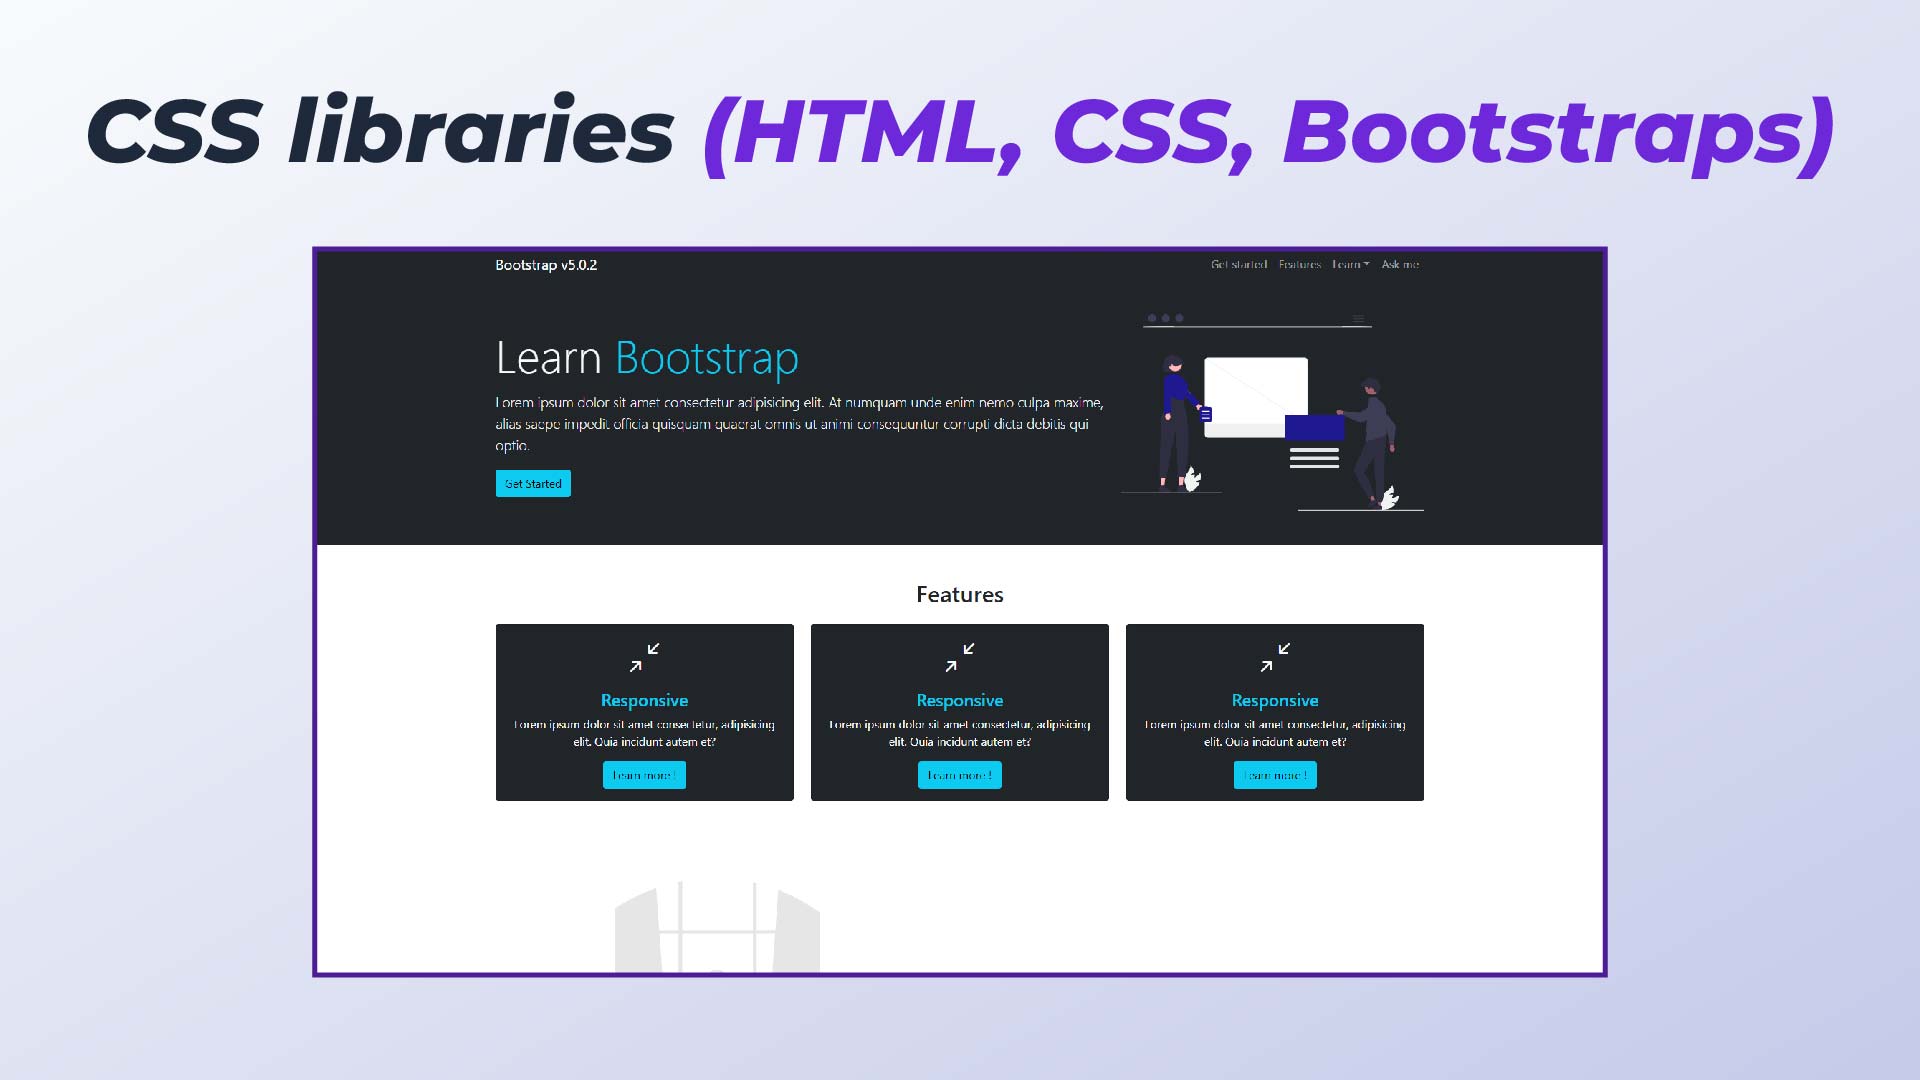 CSS libraries (HTML, CSS, Bootstraps)
Bootstrap v5.0.2
Get started Features Learn Ask me
Learn Bootstrap
Lorem ipsum dolor sit amet consectetur adipisicing elit. At numquam unde enim nemo culpa maxime,
alias saepe impedit officia quisquam quaerat omnis ut animi consequuntur corrupti dicta debitis qui
optio.
Get Started
Features
Responsive
Lorem ipsum dolor sit amet consectetur, adipisicing
elit. Quia incidunt autem et?
Learn more !
Responsive
Lorem ipsum dolor sit amet consectetur, adipisicing
elit. Quia incidunt autem et?
Learn more !
Responsive
Lorem ipsum dolor sit amet consectetur, adipisicing
elit. Quia incidunt autem et?
Learn more !